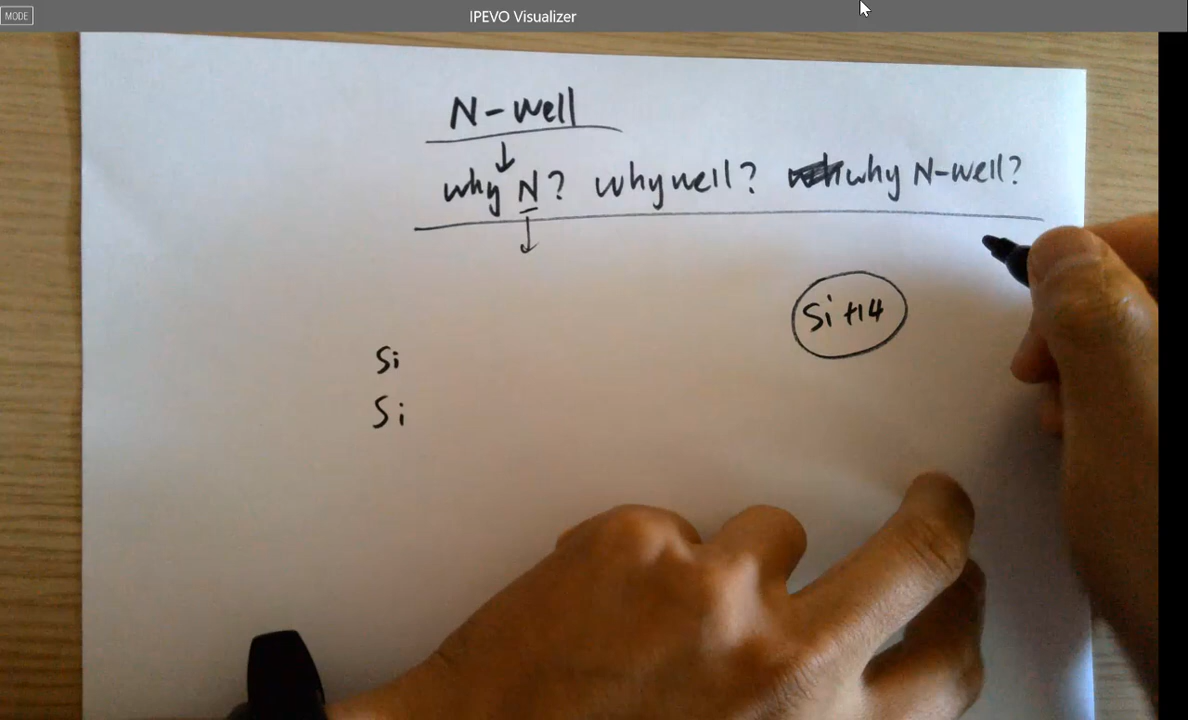 MODE
IPEVO Visualizer
N-well
↓
why N? why well? why N-well?
↓
Si +14
Si
Si